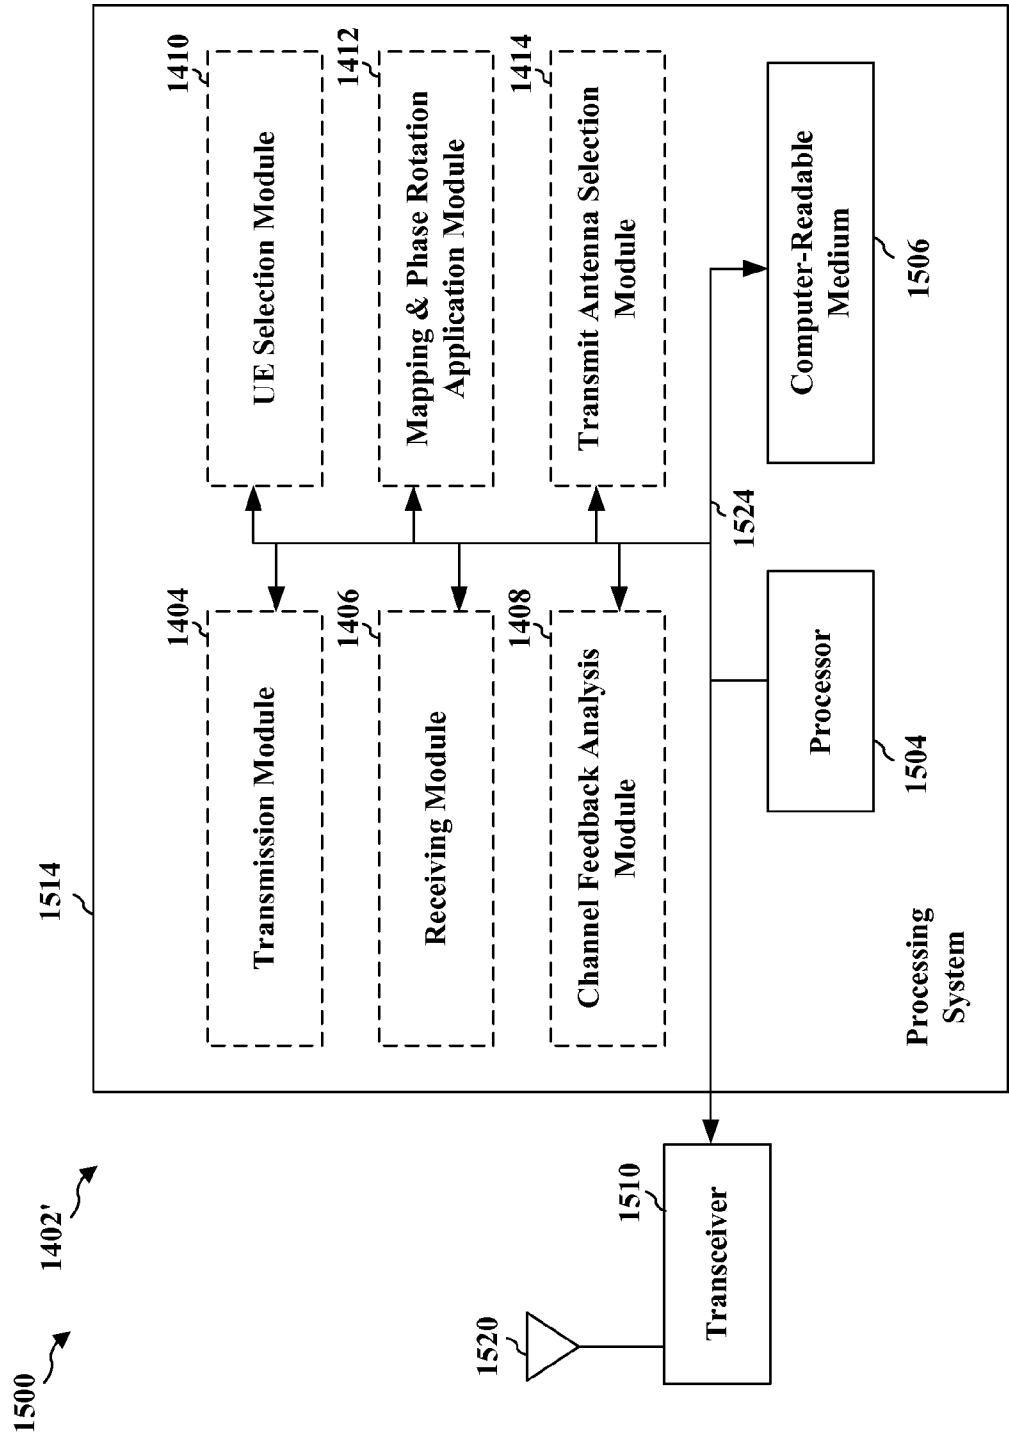 1500
1402'
1514
1404
Transmission Module
1410
UE Selection Module
1406
Receiving Module
1412
Mapping & Phase Rotation
Application Module
1408
Channel Feedback Analysis
Module
1414
Transmit Antenna Selection
Module
1520
1510
Transceiver
1524
Processor
1504
Computer-Readable
Medium
1506
Processing
System